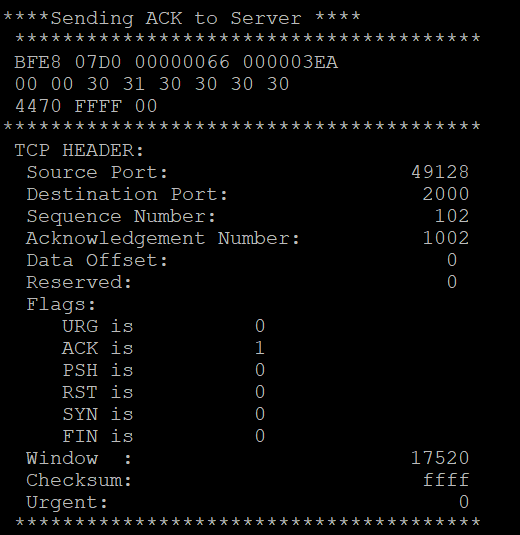 ****Sending ACK to Server ****
***************************************
BFE8 07D0 00000066 000003EA
00 00 30 31 30 30 30 30
4470 FFFF 00
****************************************
TCP HEADER:
Source Port: 49128
Destination Port: 2000
Sequence Number: 102
Acknowledgement Number: 1002
Data Offset: 0
Reserved: 0
Flags:
URG is 0
ACK is 1
PSH is 0
RST is 0
SYN is 0
FIN is 0
Window : 17520
Checksum: ffff
Urgent: 0
***************************************